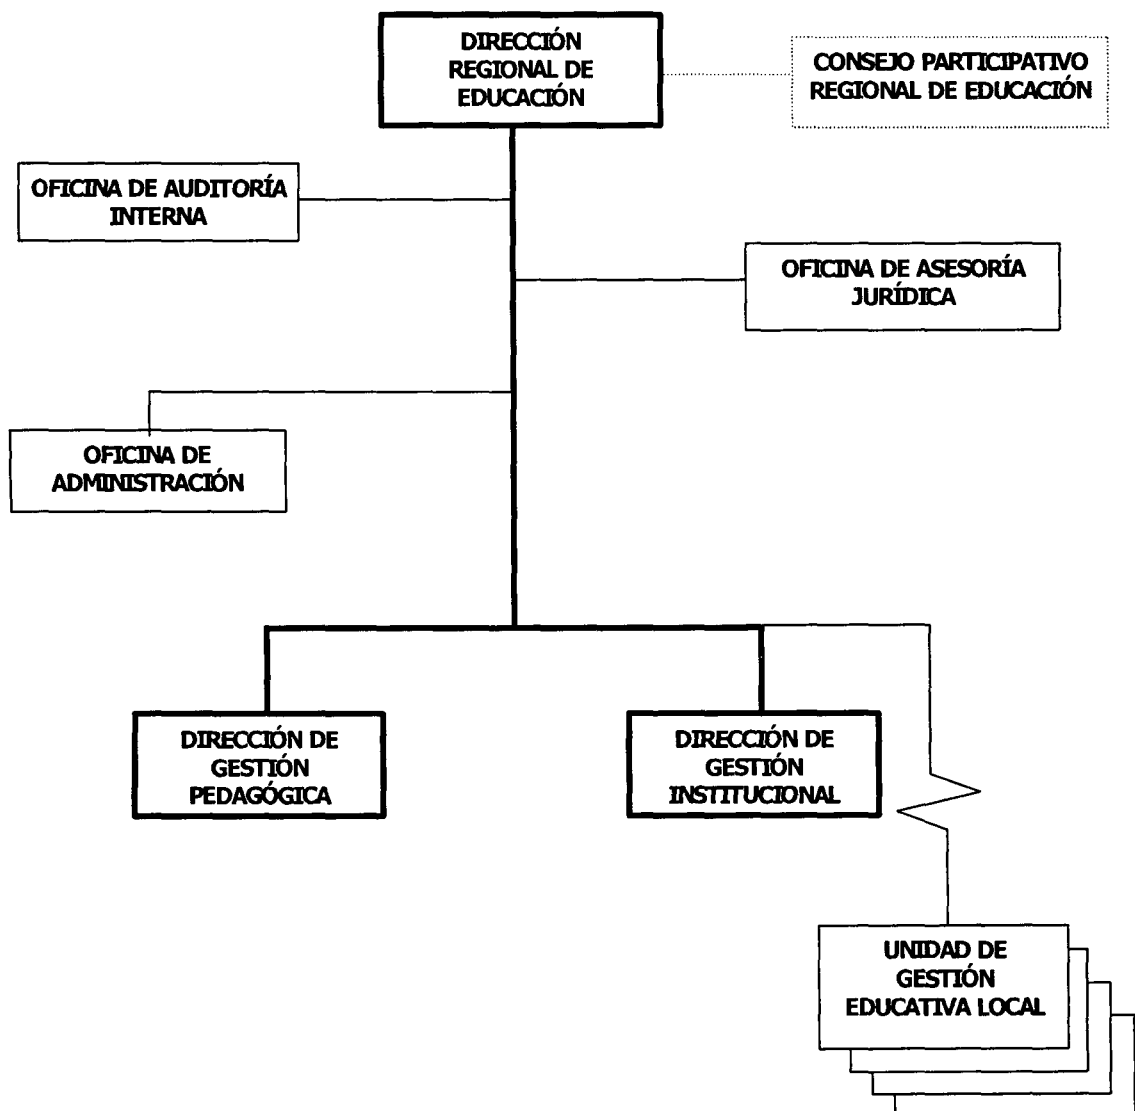 DIRECCIÓN
REGIONAL DE
EDUCACIÓN
CONSEJO PARTICIPATIVO
REGIONAL DE EDUCACIÓN
OFICINA DE AUDITORÍA
INTERNA
OFICINA DE ASESORÍA
JURÍDICA
OFICINA DE
ADMINISTRACIÓN
DIRECCIÓN DE
GESTIÓN
PEDAGÓGICA
DIRECCIÓN DE
GESTIÓN
INSTITUCIONAL
UNIDAD DE
GESTIÓN
EDUCATIVA LOCAL